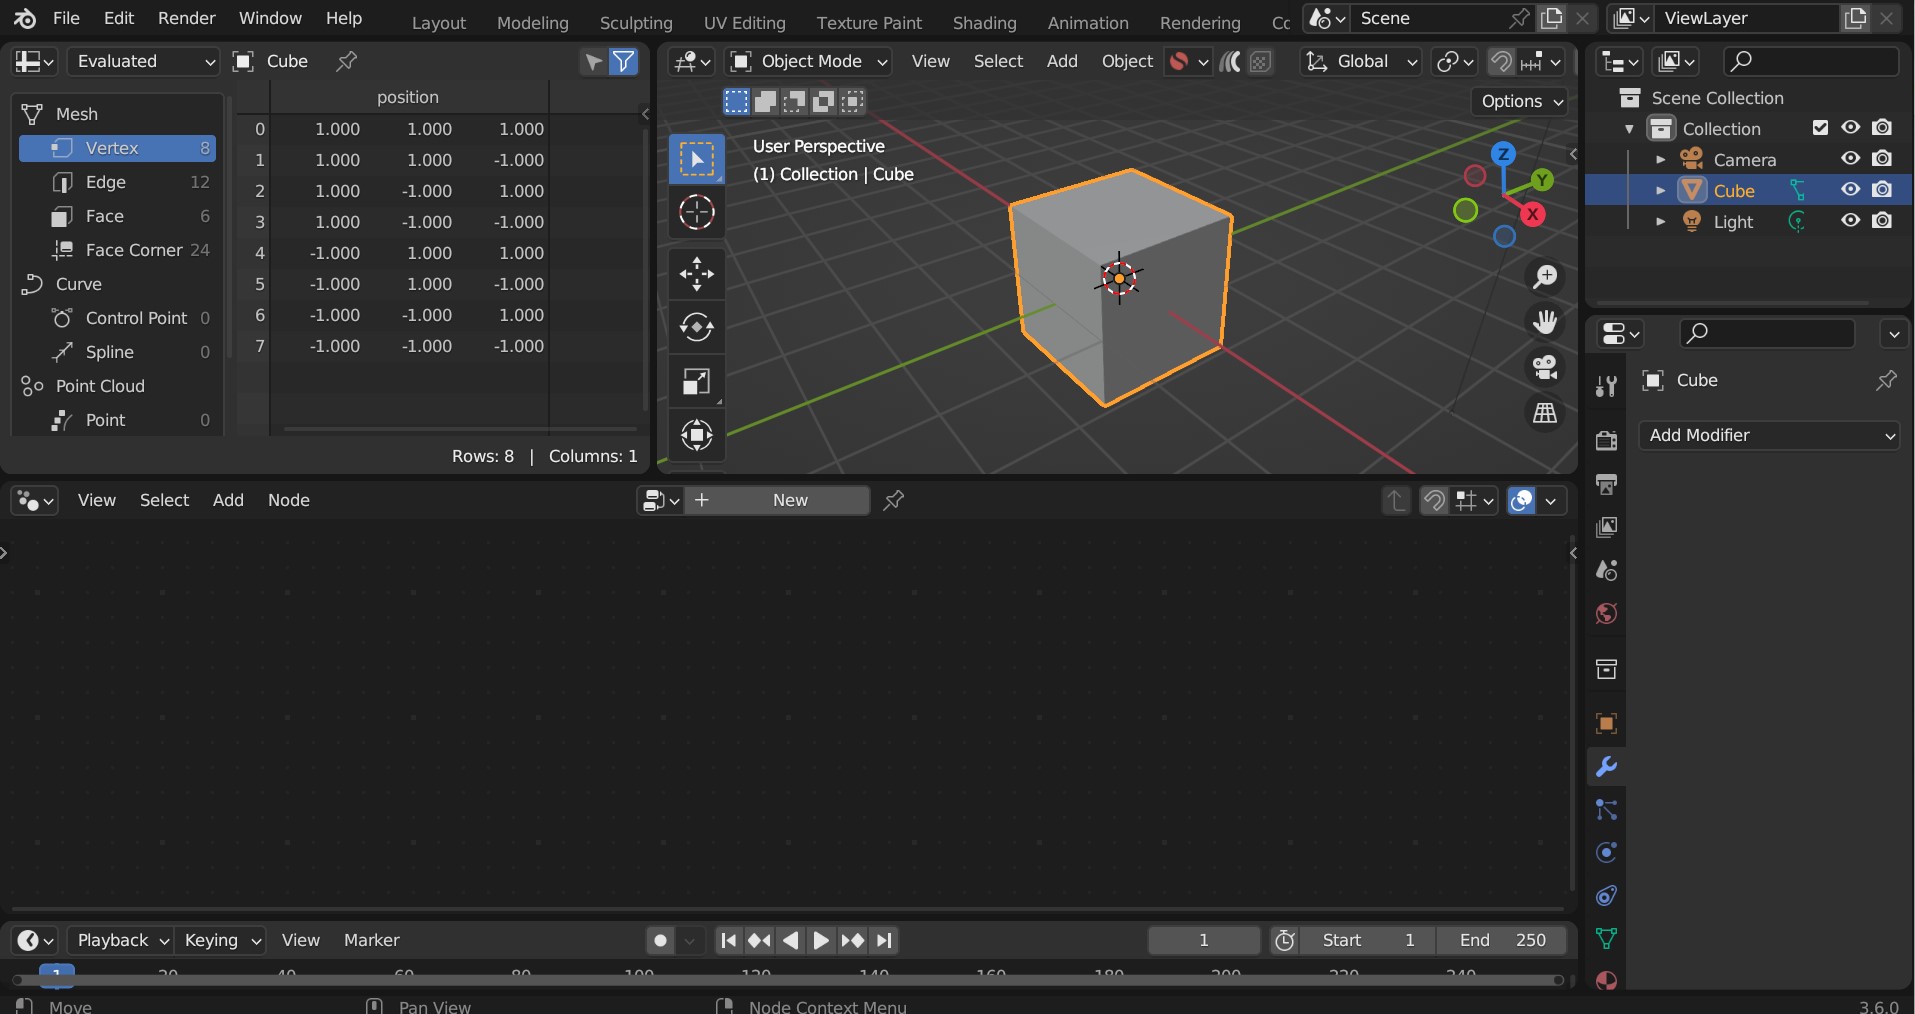 File Edit Render Window Help Layout Modeling Sculpting UV Editing Texture Paint Shading Animation Rendering Scene ViewLayer
Evaluated Cube
position
Mesh
Vertex 8
Edge 12
Face 6
Face Corner 24
Curve
Control Point 0
Spline 0
Point Cloud
Point 0
0 1.000 1.000 1.000
1 1.000 1.000 -1.000
2 1.000 -1.000 1.000
3 1.000 -1.000 -1.000
4 -1.000 1.000 1.000
5 -1.000 1.000 -1.000
6 -1.000 -1.000 1.000
7 -1.000 -1.000 -1.000
Rows: 8 | Columns: 1
Object Mode View Select Add Object Global
Options
User Perspective
(1) Collection | Cube
Z
Y
X
Scene Collection
Collection
Camera
Cube
Light
Cube
Add Modifier
View Select Add Node + New
Playback Keying View Marker 1 Start 1 End 250
1 20 40 60 80 100 120 140 160 180 200 220 240
Move Pan View Node Context Menu 3.6.0